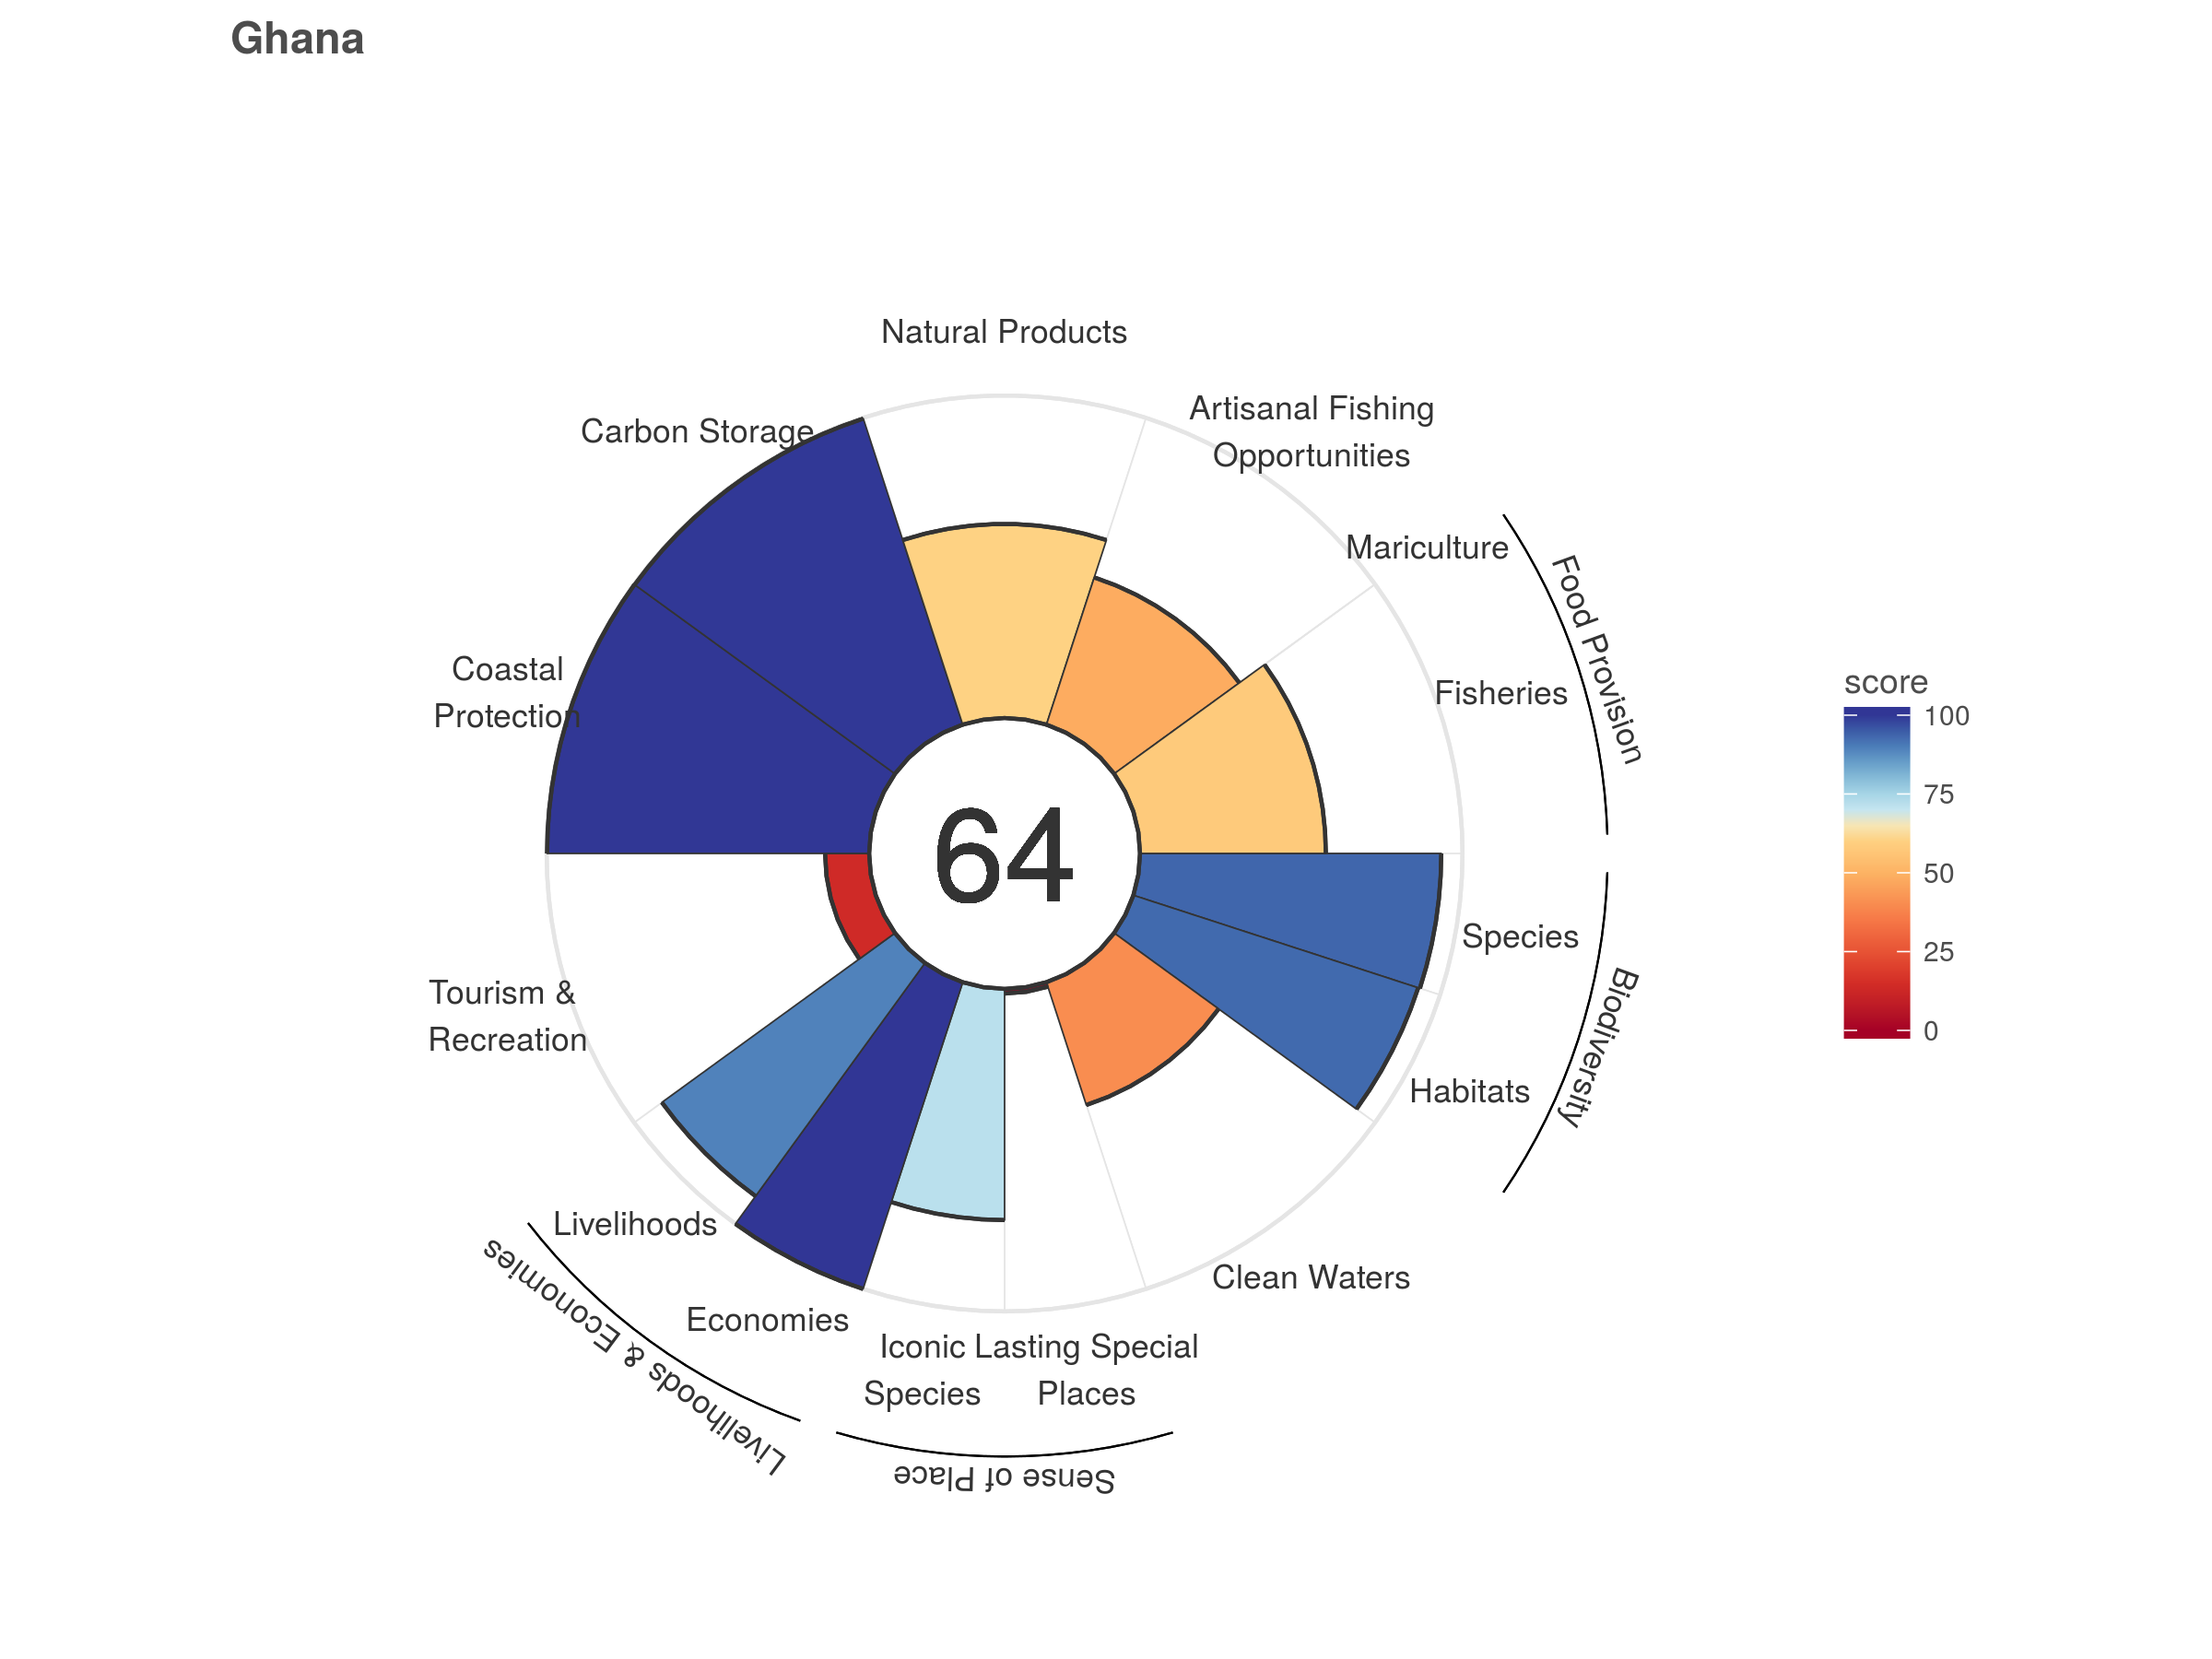 Ghana
Natural Products
Artisanal Fishing
Opportunities
Carbon Storage
Mariculture
Food Provision
Fisheries
Coastal
Protection
score
100
75
50
25
0
64
Species
Biodiversity
Habitats
Tourism &
Recreation
Livelihoods
Clean Waters
Economies
Livelihoods & Economies
Iconic
Species
Lasting Special
Places
Sense of Place